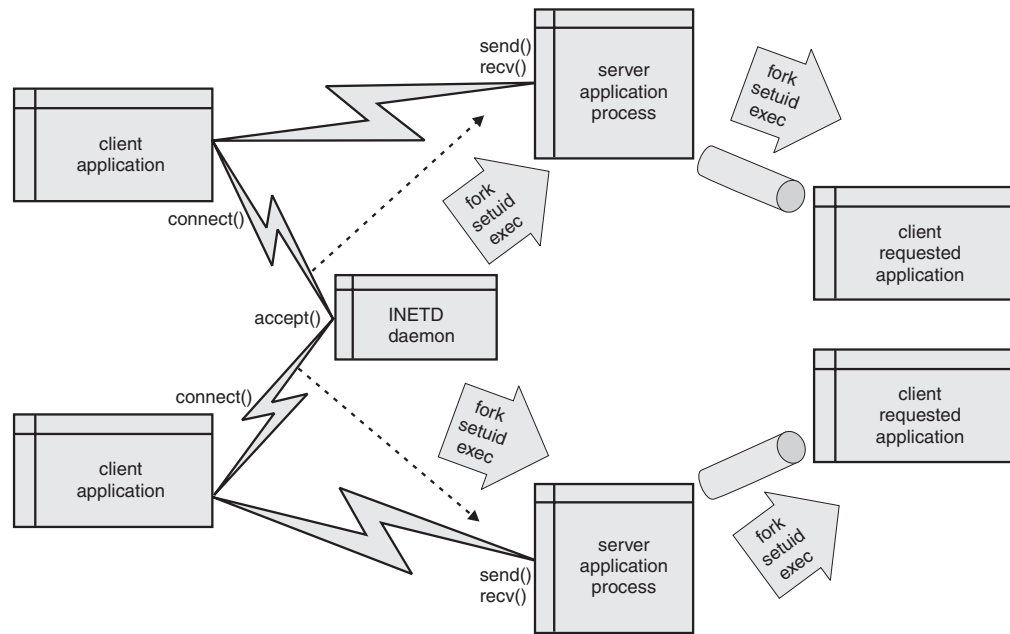 send()
recv()
server
application
process
fork
setuid
exec
client
application
connect()
fork
setuid
exec
client
requested
application
accept()
INETD
daemon
connect()
fork
setuid
exec
client
requested
application
client
application
send()
recv()
server
application
process
fork
setuid
exec